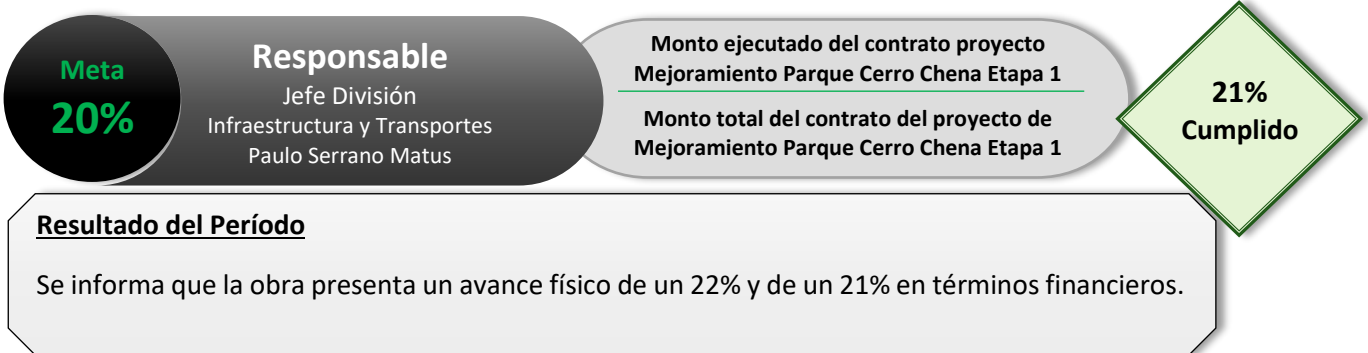 Meta
20%
Responsable
Jefe División
Infraestructura y Transportes
Paulo Serrano Matus
Monto ejecutado del contrato proyecto
Mejoramiento Parque Cerro Chena Etapa 1
Monto total del contrato del proyecto de
Mejoramiento Parque Cerro Chena Etapa 1
21%
Cumplido
Resultado del Período
Se informa que la obra presenta un avance físico de un 22% y de un 21% en términos financieros.